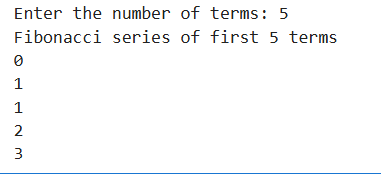 Enter the number of terms: 5
Fibonacci series of first 5 terms
0
1
1
2
3